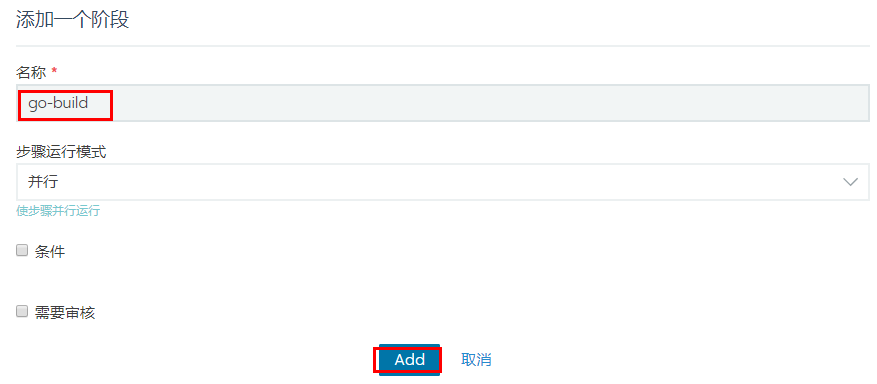 添加一个阶段
名称 *
go-build
步骤运行模式
并行
使步骤并行运行
条件
需要审核
Add 取消